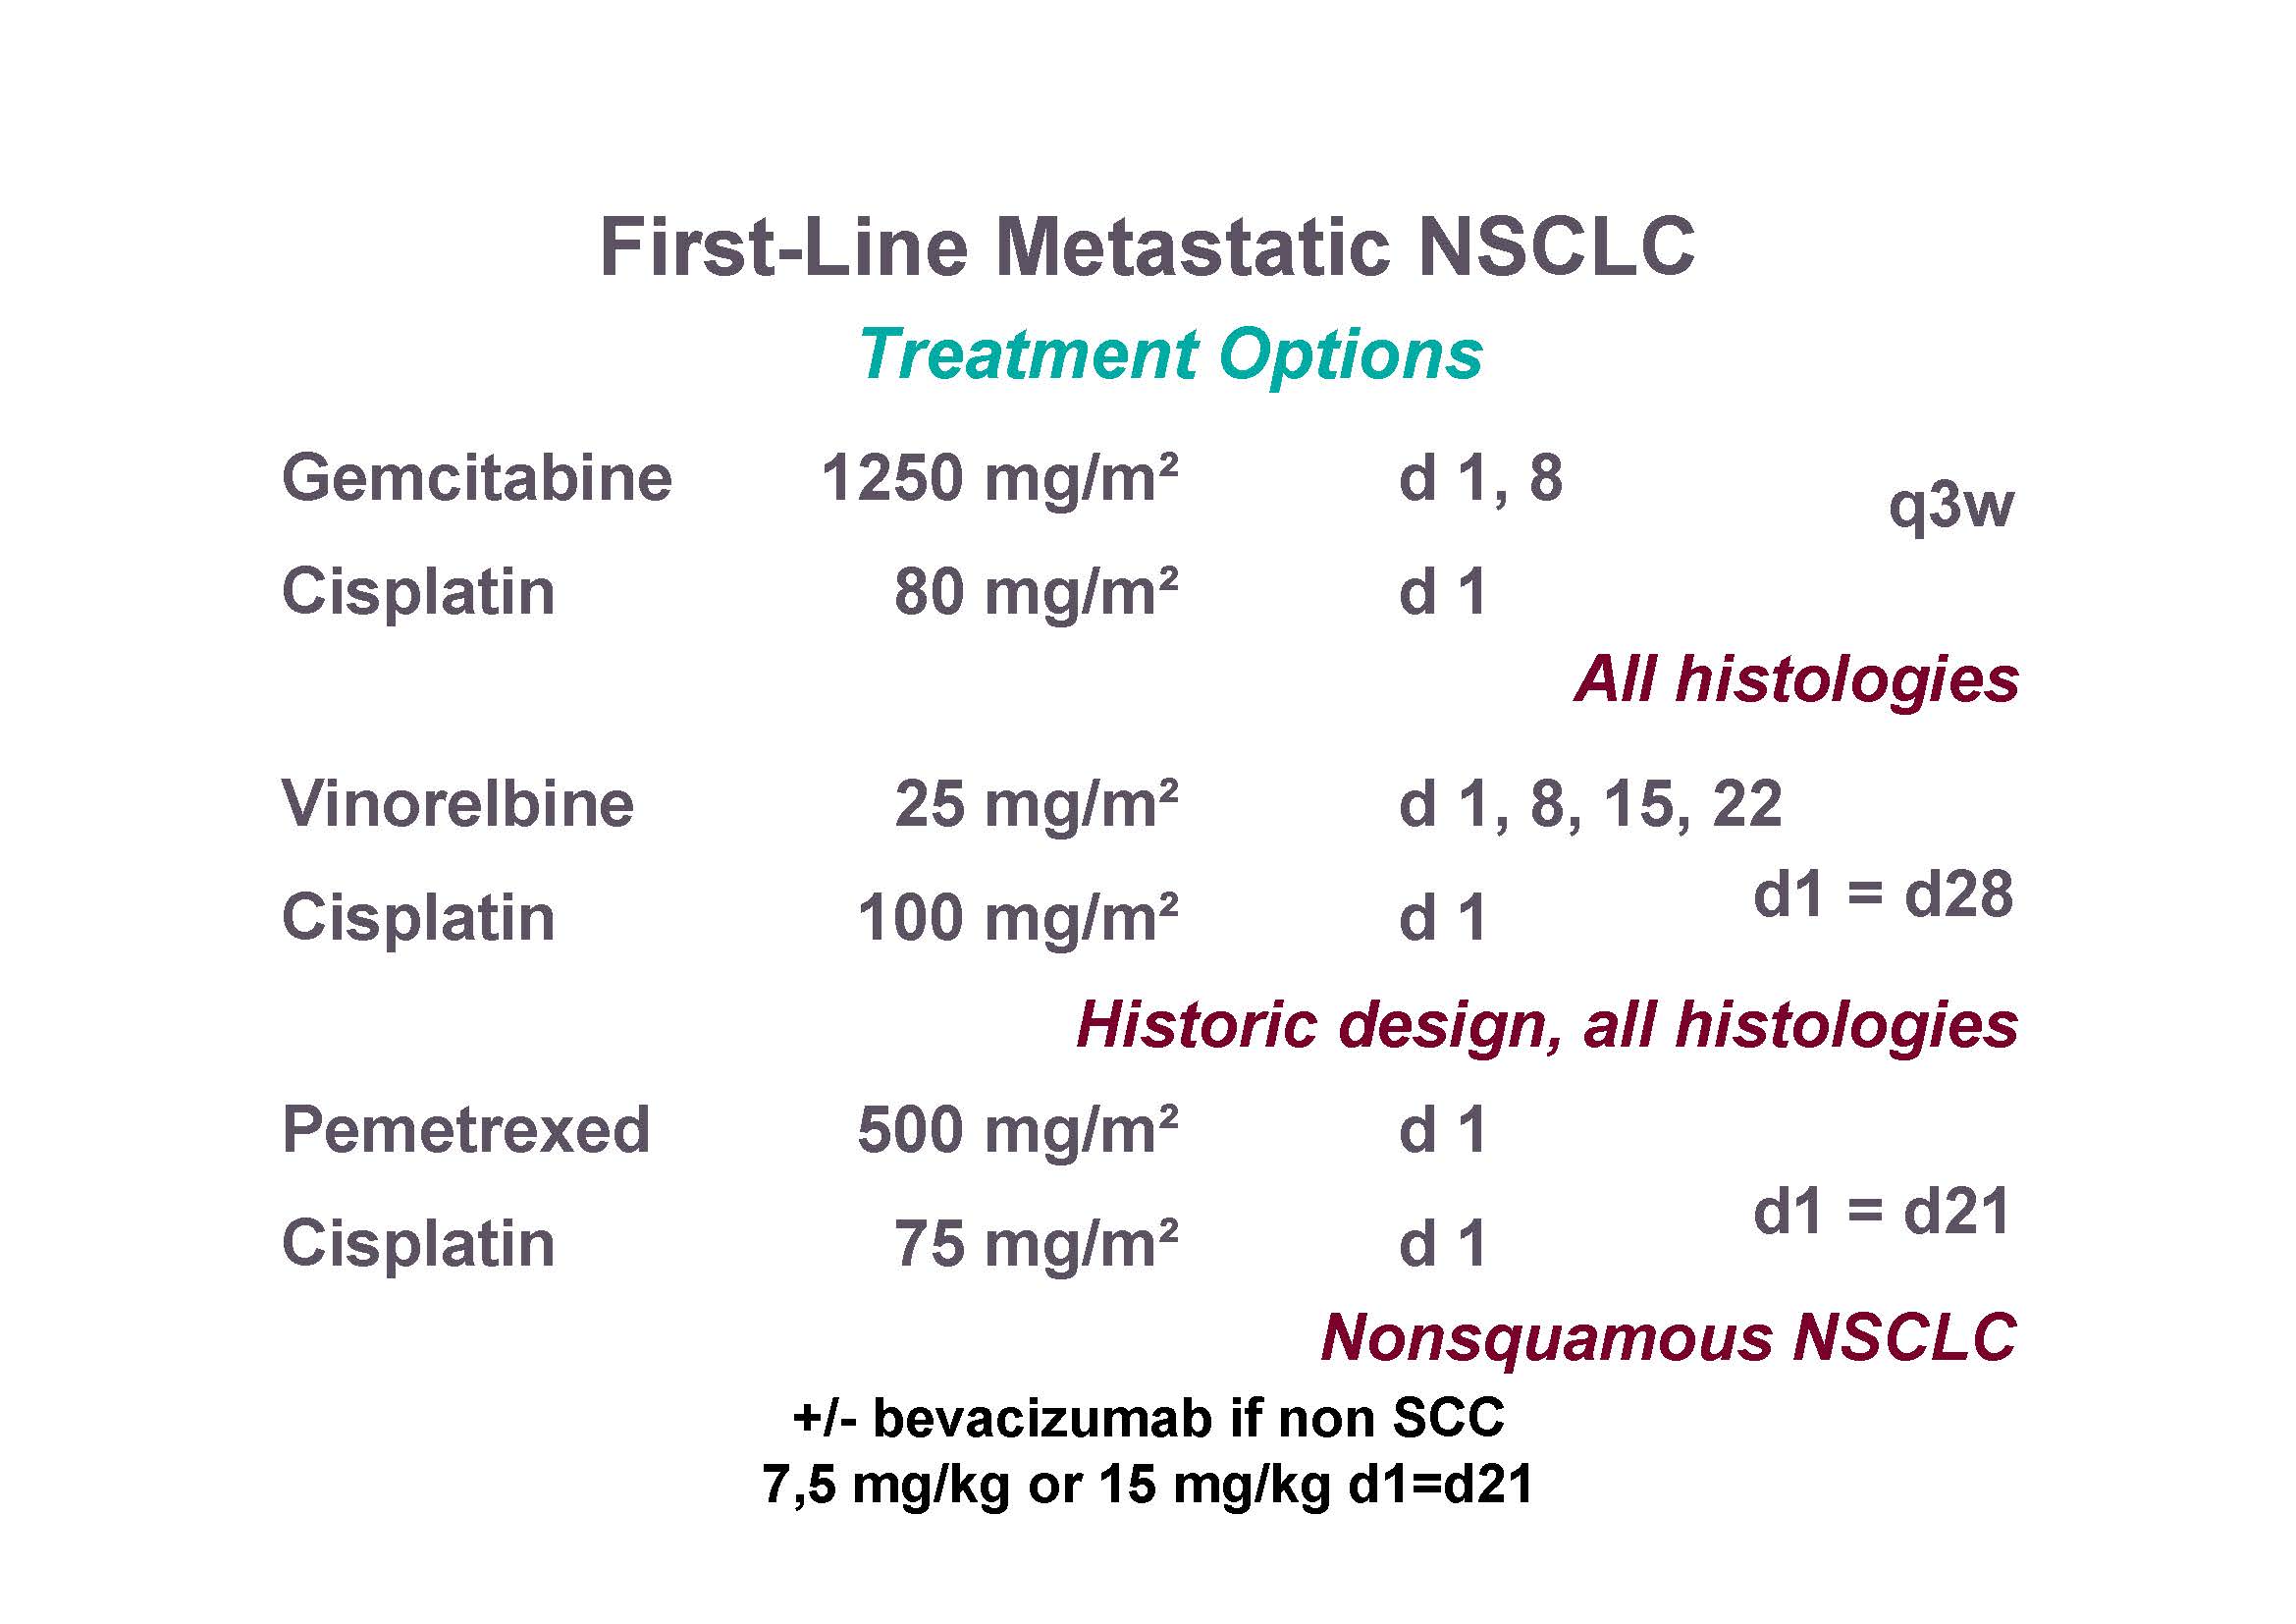 First-Line Metastatic NSCLC
Treatment Options
Gemcitabine 1250 mg/m² d 1, 8
q3w
Cisplatin 80 mg/m² d 1
All histologies
Vinorelbine 25 mg/m² d 1, 8, 15, 22
d1 = d28
Cisplatin 100 mg/m² d 1
Historic design, all histologies
Pemetrexed 500 mg/m² d 1
d1 = d21
Cisplatin 75 mg/m² d 1
Nonsquamous NSCLC
+/- bevacizumab if non SCC
7,5 mg/kg or 15 mg/kg d1=d21